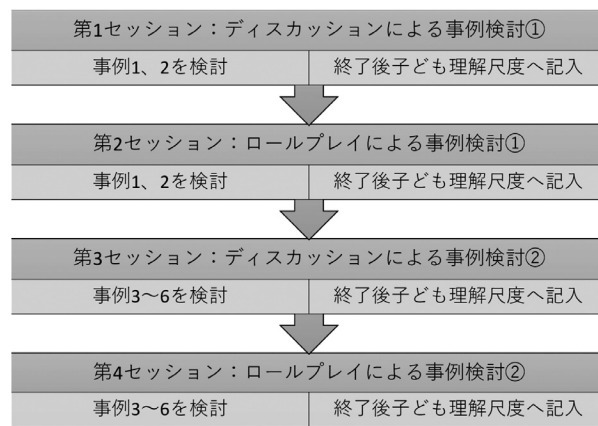 第1セッション：ディスカッションによる事例検討①
事例1、2を検討
終了後子ども理解尺度へ記入
第2セッション：ロールプレイによる事例検討①
事例1、2を検討
終了後子ども理解尺度へ記入
第3セッション：ディスカッションによる事例検討②
事例3～6を検討
終了後子ども理解尺度へ記入
第4セッション：ロールプレイによる事例検討②
事例3～6を検討
終了後子ども理解尺度へ記入